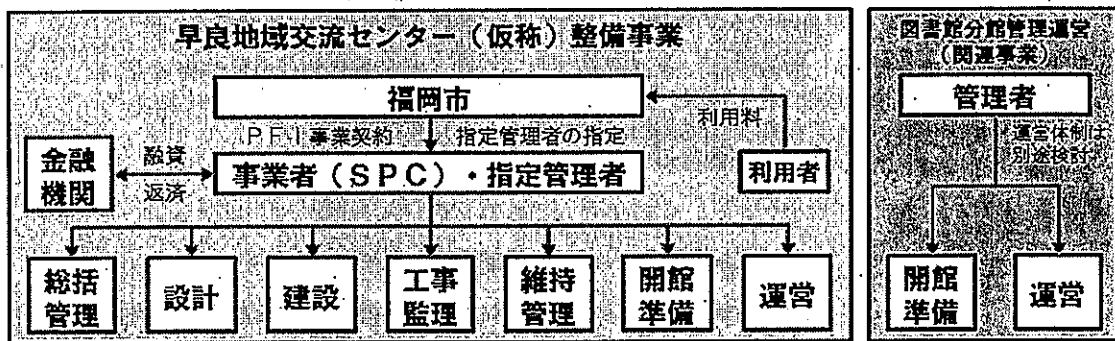 早良地域交流センター（仮称）整備事業
福岡市
PFI事業契約
指定管理者の指定
利用料
金融
機関
融資
返済
事業者（SPC）・指定管理者
利用者
総括
管理
設計
建設
工事
監理
維持
管理
開館
準備
運営
図書館分館管理運営
（関連事業）
管理者
運営体制は、
別途検討
開館
準備
運営